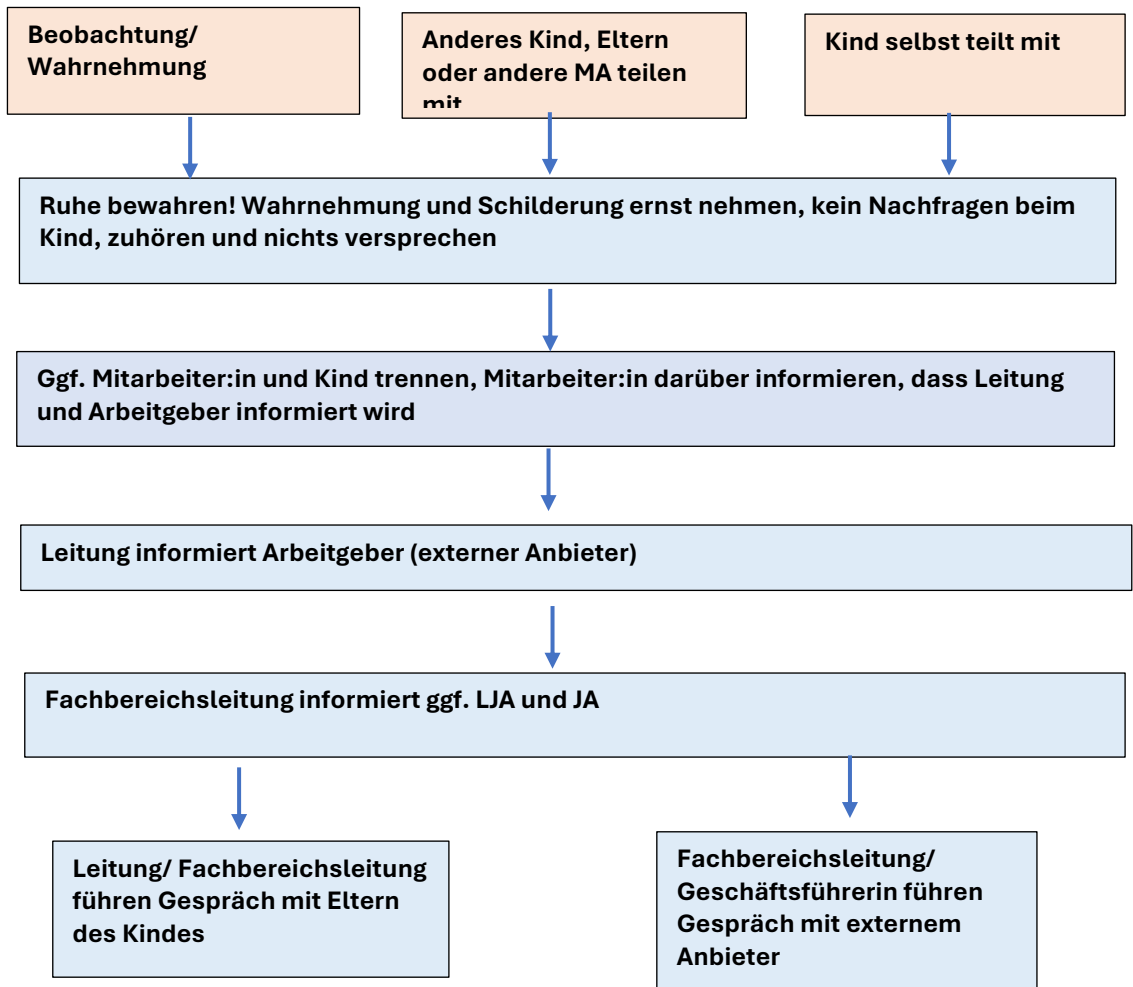 Beobachtung/
Wahrnehmung
Anderes Kind, Eltern
oder andere MA teilen
mit
Kind selbst teilt mit
Ruhe bewahren! Wahrnehmung und Schilderung ernst nehmen, kein Nachfragen beim
Kind, zuhören und nichts versprechen
Ggf. Mitarbeiter:in und Kind trennen, Mitarbeiter:in darüber informieren, dass Leitung
und Arbeitgeber informiert wird
Leitung informiert Arbeitgeber (externer Anbieter)
Fachbereichsleitung informiert ggf. LJA und JA
Leitung/ Fachbereichsleitung
führen Gespräch mit Eltern
des Kindes
Fachbereichsleitung/
Geschäftsführerin führen
Gespräch mit externem
Anbieter